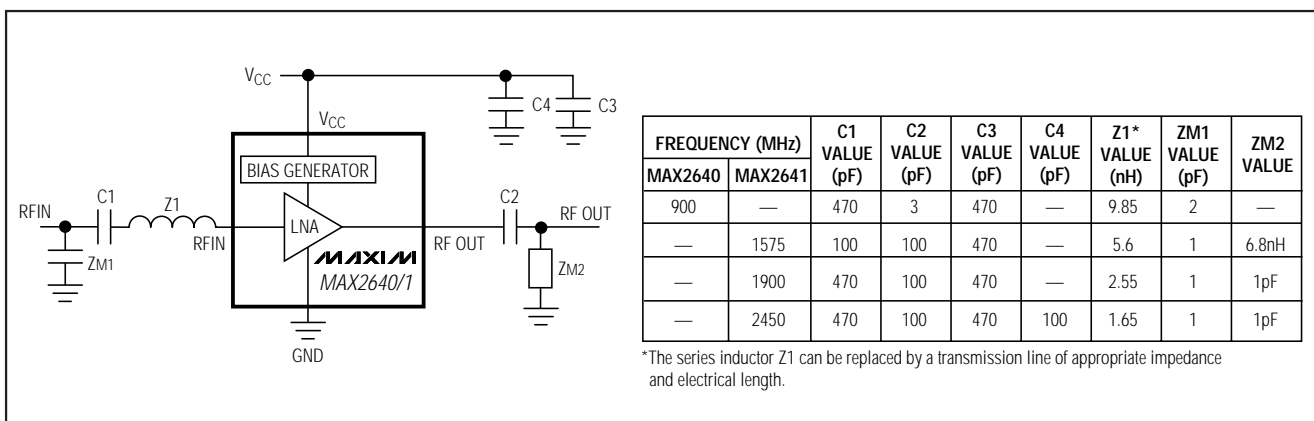 VCC
C4
C3
VCC
BIAS GENERATOR
C1
Z1
C2
RFIN
RFIN
LNA
RF OUT
RF OUT
ZM1
ZM2
MAXIM
MAX2640/1
GND
FREQUENCY (MHz) C1 VALUE (pF) C2 VALUE (pF) C3 VALUE (pF) C4 VALUE (pF) Z1* VALUE (nH) ZM1 VALUE (pF) ZM2 VALUE
MAX2640 MAX2641
900 — 470 3 470 — 9.85 2 —
— 1575 100 100 470 — 5.6 1 6.8nH
— 1900 470 100 470 — 2.55 1 1pF
— 2450 470 100 470 100 1.65 1 1pF
*The series inductor Z1 can be replaced by a transmission line of appropriate impedance
and electrical length.